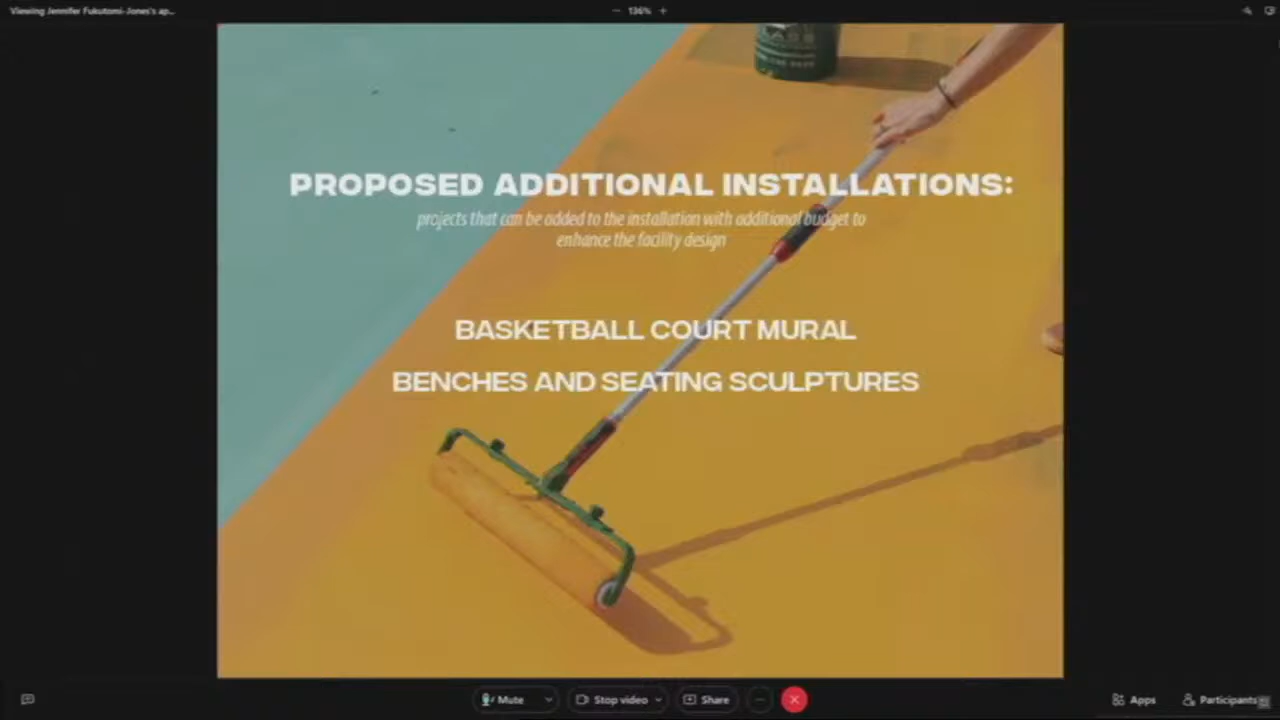 Viewing Jennifer Fukutomi-Jones's ap...
136%
PROPOSED ADDITIONAL INSTALLATIONS:
projects that can be added to the installation with additional budget to
enhance the facility design
BASKETBALL COURT MURAL
BENCHES AND SEATING SCULPTURES
Mute
Stop video
Share
Apps
Participants